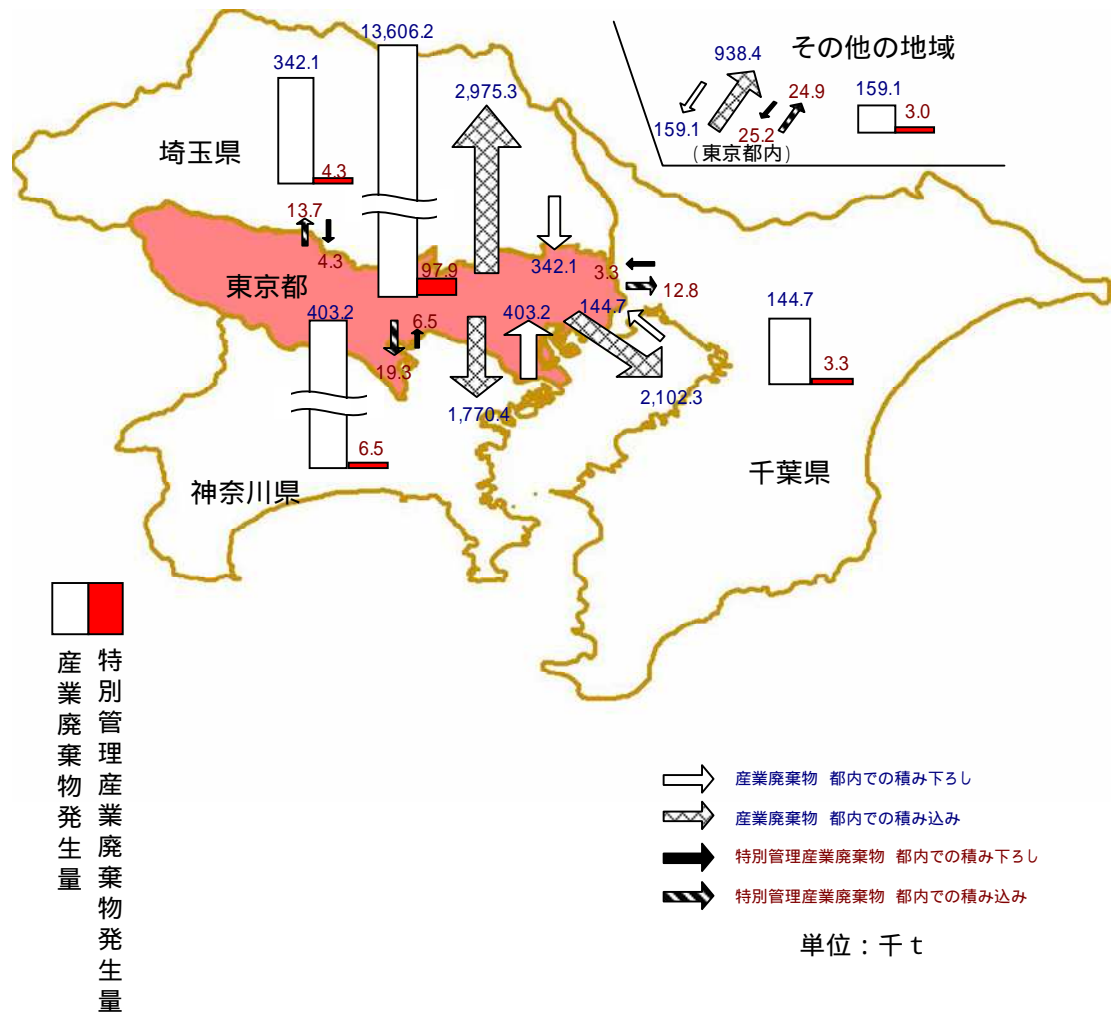 13,606.2
その他の地域
938.4
342.1
2,975.3
24.9
159.1
159.1
3.0
25.2
(東京都内)
埼玉県
4.3
13.7
4.3
342.1
97.9
3.3
東京都
12.8
403.2
6.5
403.2
144.7
144.7
19.3
3.3
1,770.4
2,102.3
6.5
千葉県
神奈川県
産業廃棄物発生量
特別管理産業廃棄物発生量
産業廃棄物 都内での積み下ろし
産業廃棄物 都内での積み込み
特別管理産業廃棄物 都内での積み下ろし
特別管理産業廃棄物 都内での積み込み
単位：千t